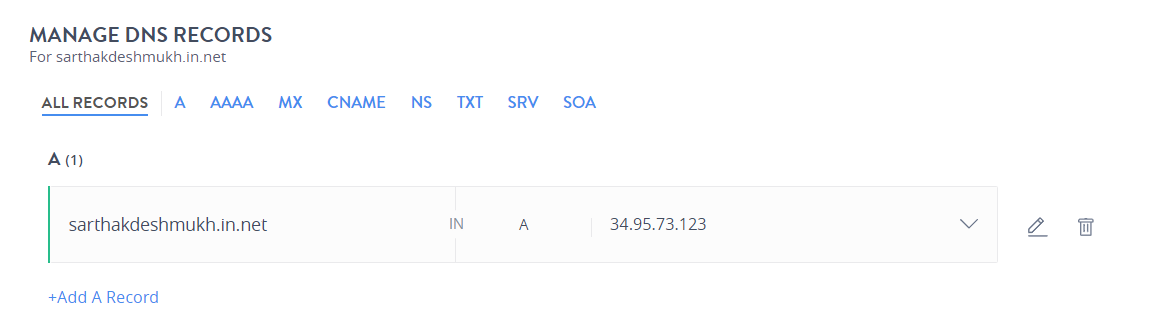 MANAGE DNS RECORDS
For sarthakdeshmukh.in.net
ALL RECORDS A AAAA MX CNAME NS TXT SRV SOA
A (1)
sarthakdeshmukh.in.net IN A 34.95.73.123
+Add A Record